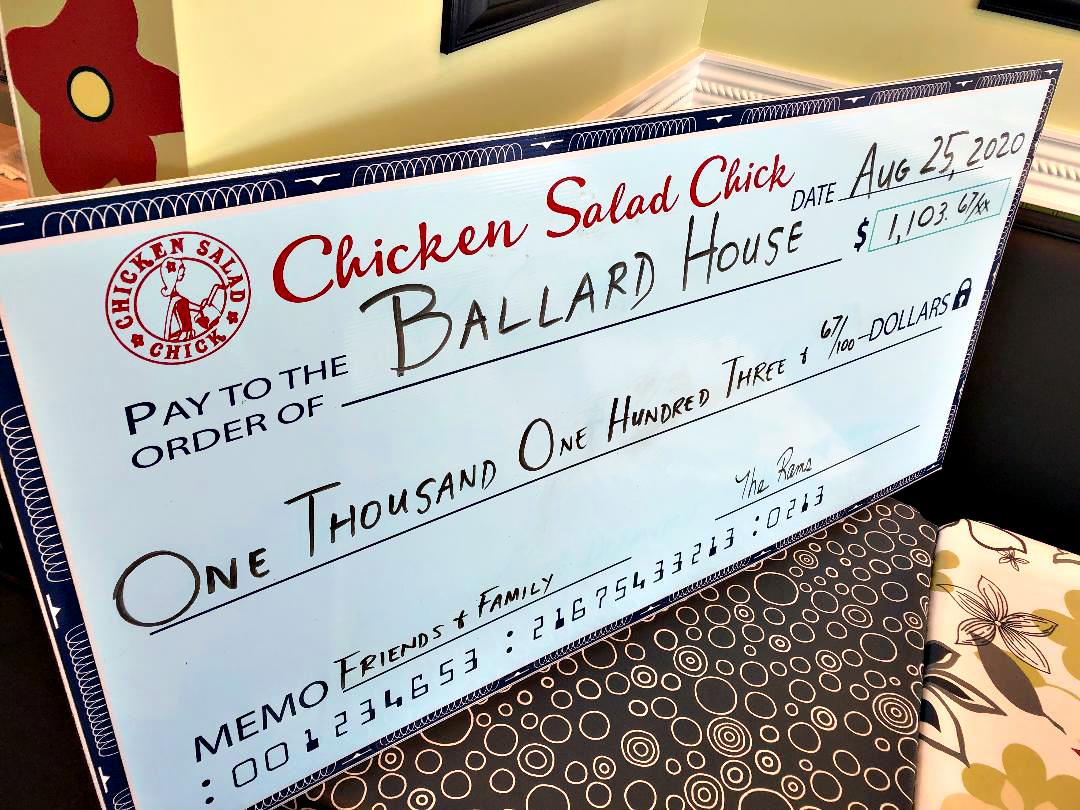 CHICKEN SALAD CHICK
Chicken Salad Chick
DATE Aug 25, 2020
PAY TO THE
ORDER OF BALLARD HOUSE $ 1,103.67/xx
ONE THOUSAND ONE HUNDRED THREE & 67/100 DOLLARS
The Rams
MEMO FRIENDS & FAMILY
:001234653 : 21675433213 :0213